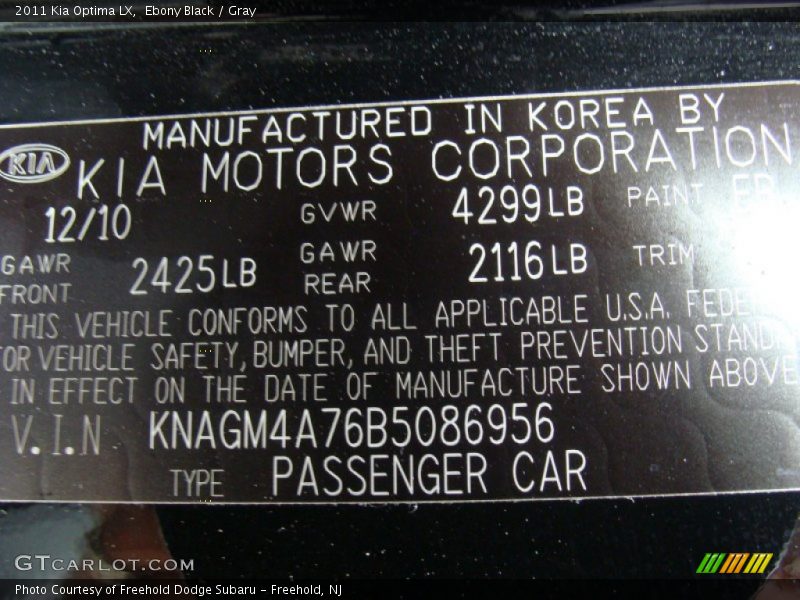 2011 Kia Optima LX,  Ebony Black / Gray
MANUFACTURED IN KOREA BY
KIA KIA MOTORS CORPORATION
12/10 GVWR 4299LB PAINT
GAWR FRONT 2425LB GAWR REAR 2116LB TRIM
THIS VEHICLE CONFORMS TO ALL APPLICABLE U.S.A. FEDE
OR VEHICLE SAFETY, BUMPER, AND THEFT PREVENTION STAND
IN EFFECT ON THE DATE OF MANUFACTURE SHOWN ABOVE
V.I.N KNAGM4A76B5086956
TYPE PASSENGER CAR
GTCARLOT.COM
Photo Courtesy of Freehold Dodge Subaru - Freehold, NJ